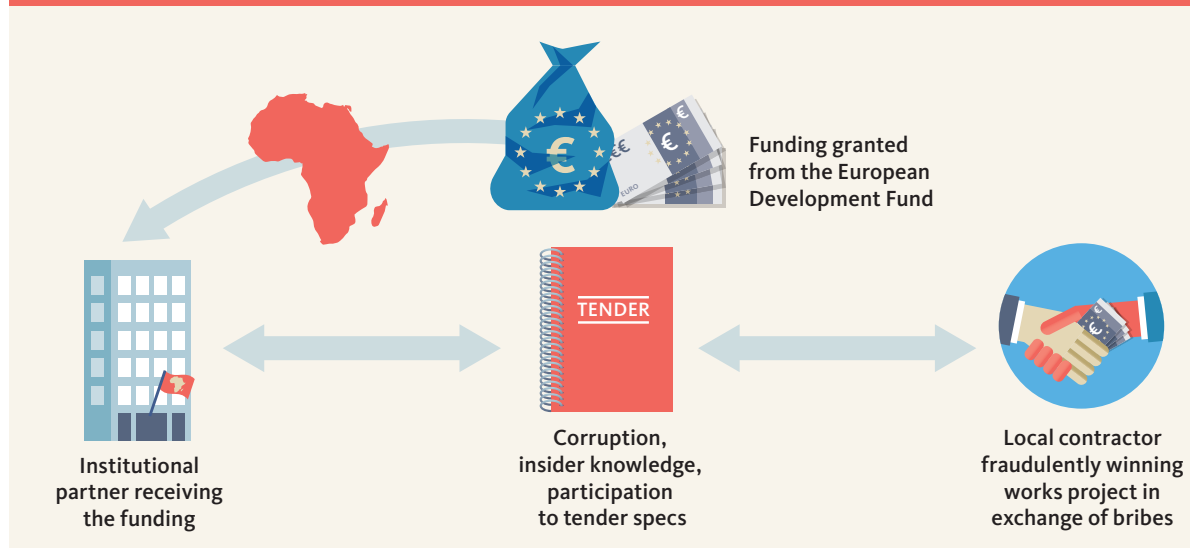 €
€€
€
€
EURO
Funding granted
from the European
Development Fund
TENDER
€
€
Institutional
partner receiving
the funding
Corruption,
insider knowledge,
participation
to tender specs
Local contractor
fraudulently winning
works project in
exchange of bribes